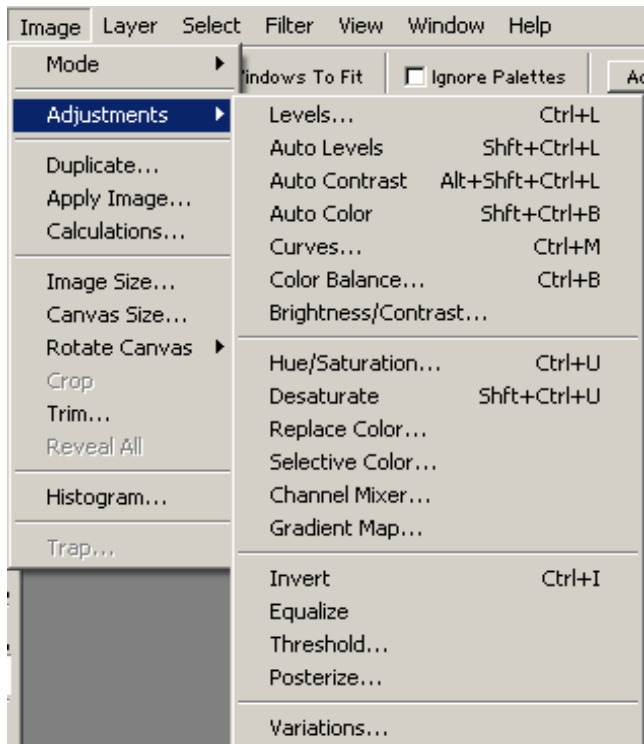 Image Layer Select Filter View Window Help
Mode
indows To Fit Ignore Palettes
Adjustments
Duplicate...
Apply Image...
Calculations...
Image Size...
Canvas Size...
Rotate Canvas
Crop
Trim...
Reveal All
Histogram...
Trap...
Levels... Ctrl+L
Auto Levels Shft+Ctrl+L
Auto Contrast Alt+Shft+Ctrl+L
Auto Color Shft+Ctrl+B
Curves... Ctrl+M
Color Balance... Ctrl+B
Brightness/Contrast...
Hue/Saturation... Ctrl+U
Desaturate Shft+Ctrl+U
Replace Color...
Selective Color...
Channel Mixer...
Gradient Map...
Invert Ctrl+I
Equalize
Threshold...
Posterize...
Variations...